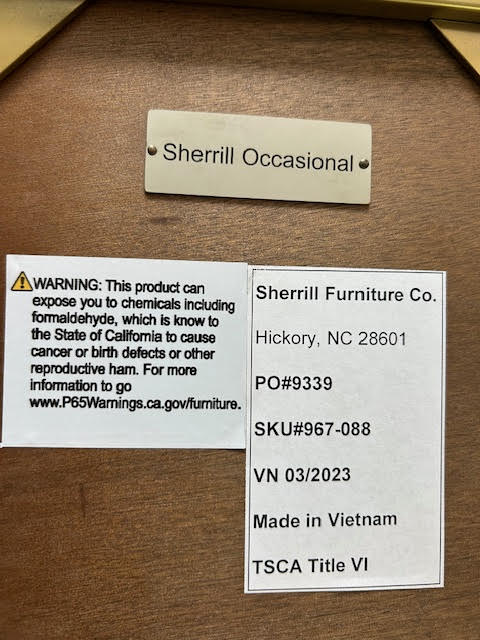 Sherrill Occasional
WARNING: This product can
expose you to chemicals including
formaldehyde, which is know to
the State of California to cause
cancer or birth defects or other
reproductive ham. For more
information to go
www.P65Warnings.ca.gov/furniture.
Sherrill Furniture Co.
Hickory, NC 28601
PO#9339
SKU#967-088
VN 03/2023
Made in Vietnam
TSCA Title VI